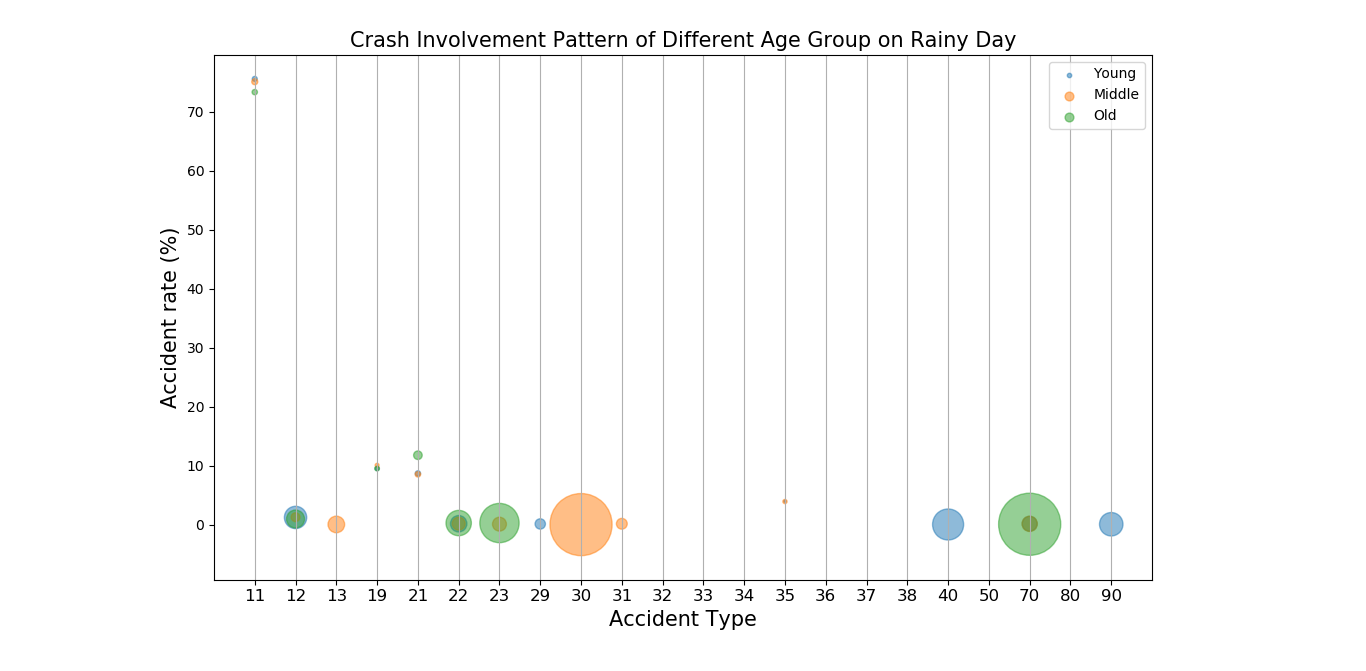 Crash Involvement Pattern of Different Age Group on Rainy Day
Young
Middle
Old
Accident rate (%)
70
60
50
40
30
20
10
0
11 12 13 19 21 22 23 29 30 31 32 33 34 35 36 37 38 40 50 70 80 90
Accident Type